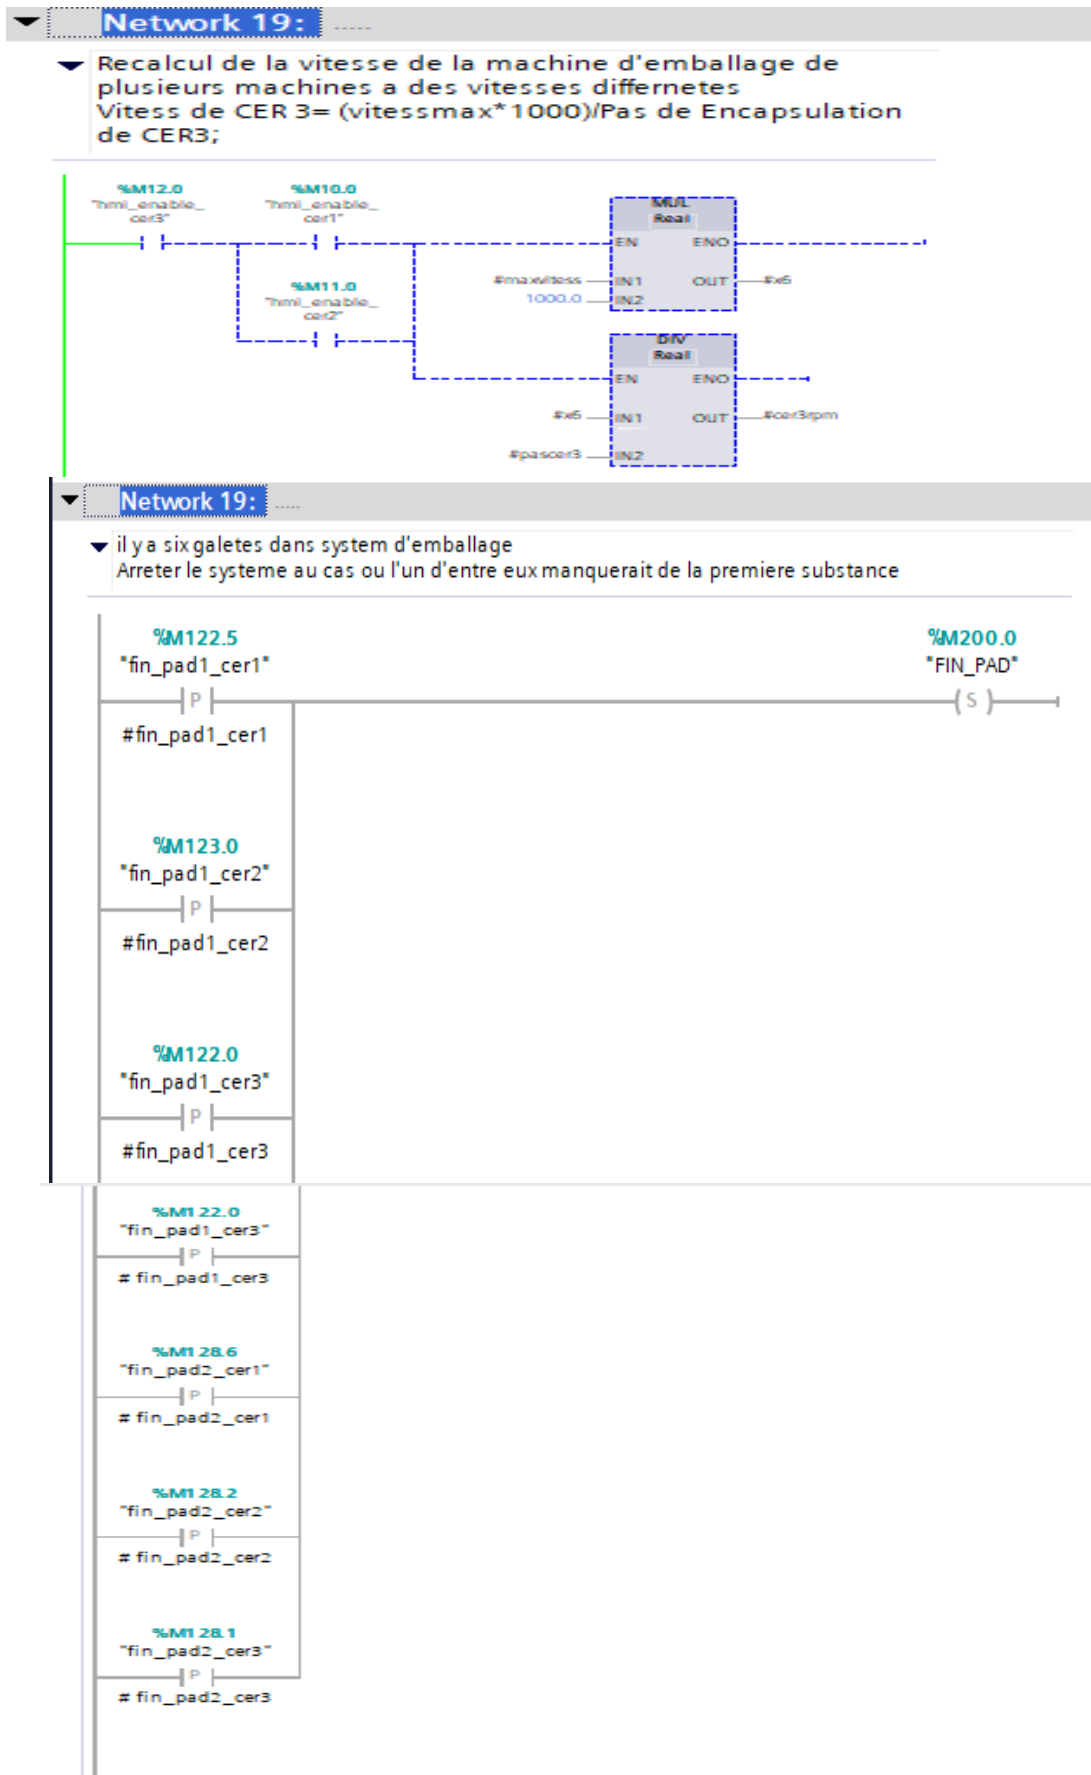 Network 19: .....
Recalcul de la vitesse de la machine d'emballage de
plusieurs machines a des vitesses differnetes
Vitess de CER 3= (vitessmax*1000)/Pas de Encapsulation
de CER3;
%M12.0
"hmi_enable_
cer3"
%M10.0
"hmi_enable_
cer1"
MUL
Real
EN ENO
#maxvitess IN1 OUT #x6
1000.0 IN2
%M11.0
"hmi_enable_
cer2"
DIV
Real
EN ENO
#x6 IN1 OUT #cer3rpm
#pascer3 IN2
Network 19: .....
il y a six galetes dans system d'emballage
Arreter le systeme au cas ou l'un d'entre eux manquerait de la premiere substance
%M122.5
"fin_pad1_cer1"
P
#fin_pad1_cer1
%M200.0
"FIN_PAD"
S
%M123.0
"fin_pad1_cer2"
P
#fin_pad1_cer2
%M122.0
"fin_pad1_cer3"
P
#fin_pad1_cer3
%M122.0
"fin_pad1_cer3"
P
# fin_pad1_cer3
%M128.6
"fin_pad2_cer1"
P
# fin_pad2_cer1
%M128.2
"fin_pad2_cer2"
P
# fin_pad2_cer2
%M128.1
"fin_pad2_cer3"
P
# fin_pad2_cer3